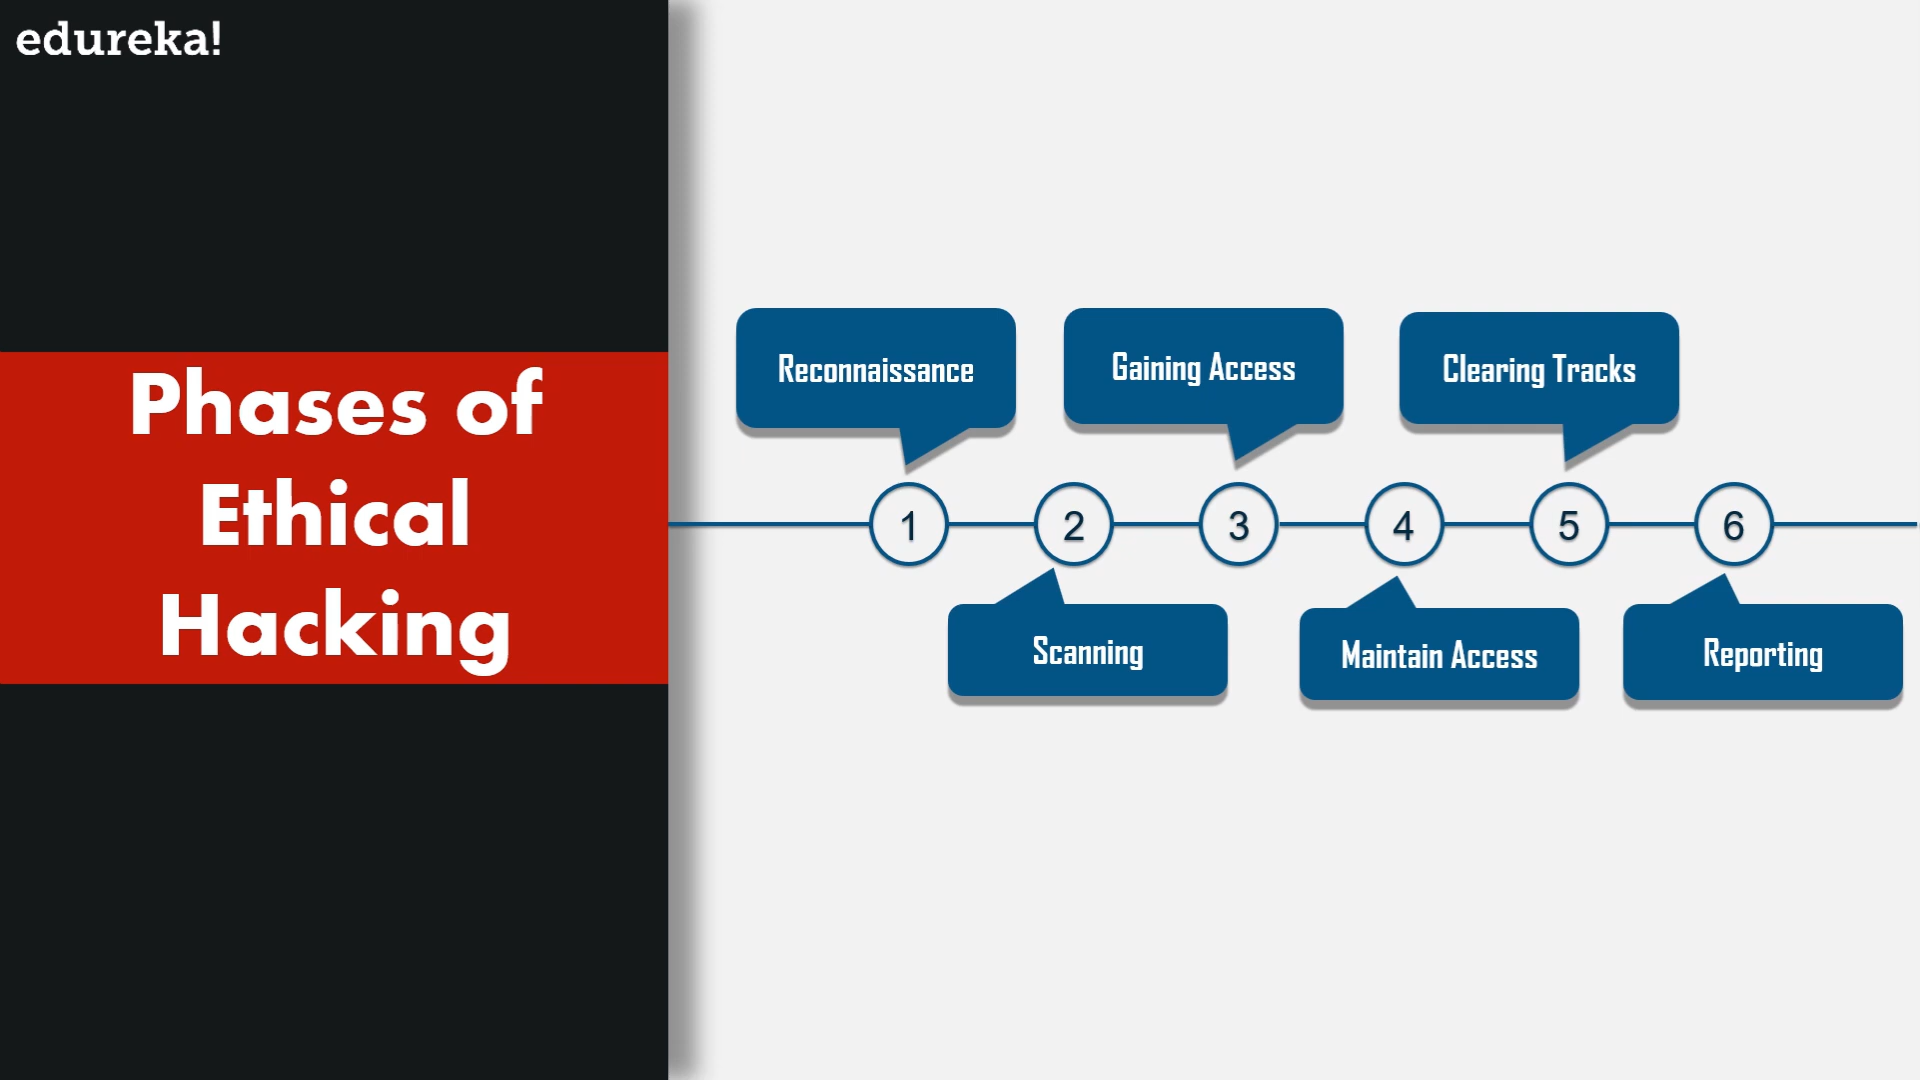 edureka!
Phases of
Ethical
Hacking
Reconnaissance
Gaining Access
Clearing Tracks
1
2
3
4
5
6
Scanning
Maintain Access
Reporting